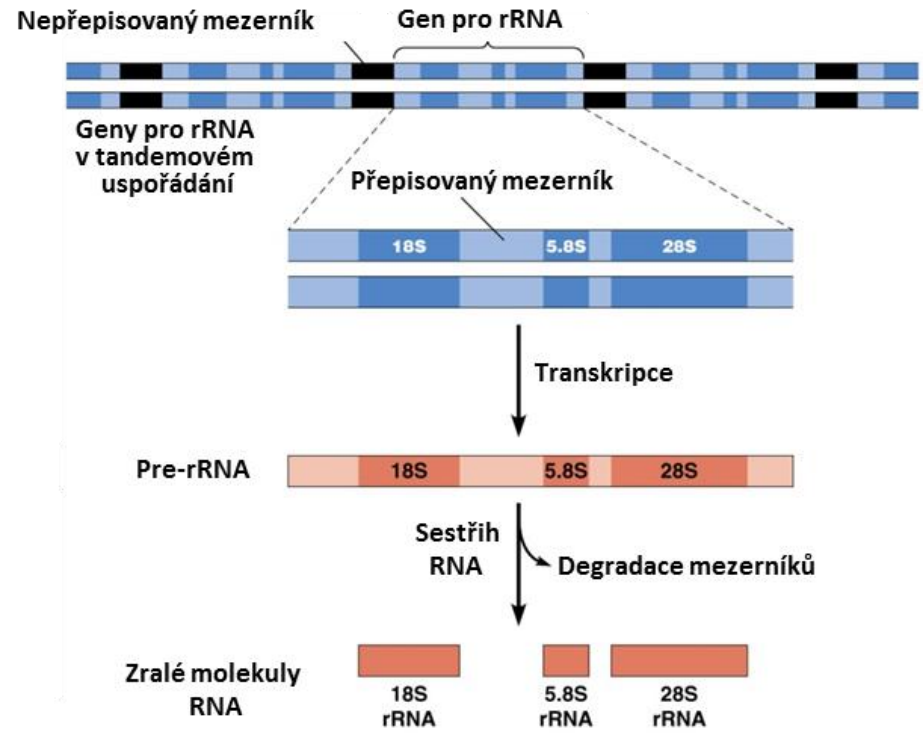 Nepřepisovaný mezerník
Gen pro rRNA
Geny pro rRNA
v tandemovém
uspořádání
Přepisovaný mezerník
18S
5.8S
28S
Transkripce
Pre-rRNA
18S
5.8S
28S
Sestřih
RNA
Degradace mezerníků
Zralé molekuly
RNA
18S
rRNA
5.8S
rRNA
28S
rRNA